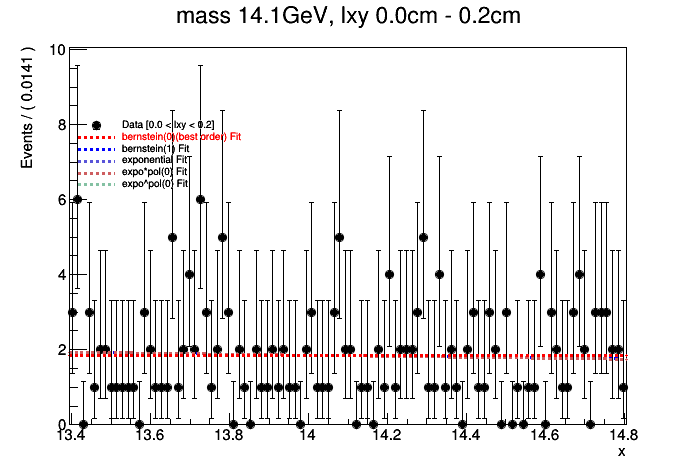 mass 14.1GeV, lxy 0.0cm - 0.2cm
Events / ( 0.0141 )
10
8
6
4
2
0
Data [0.0 < lxy < 0.2]
bernstein(0)(best order) Fit
bernstein(1) Fit
exponential Fit
expo*pol(0) Fit
expo^pol(0) Fit
13.4 13.6 13.8 14 14.2 14.4 14.6 14.8
x